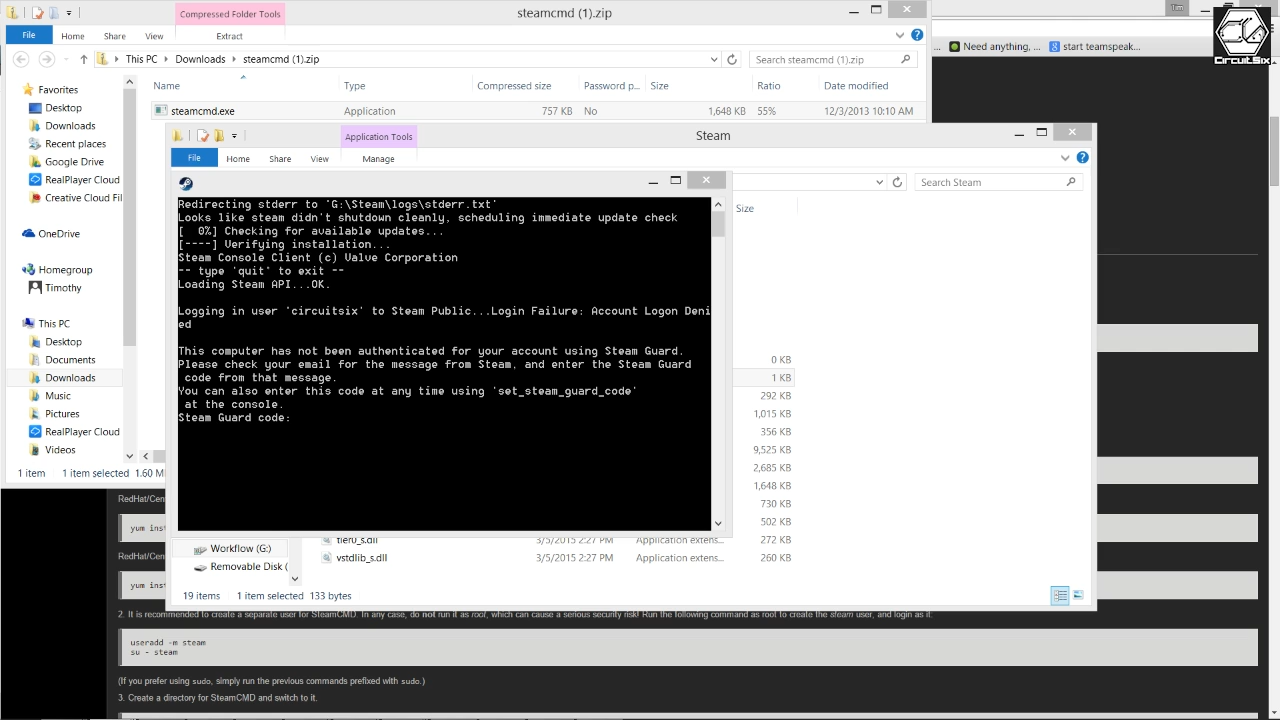 Compressed Folder Tools
steamcmd (1).zip
File
Home
Share
View
Extract
This PC
Downloads
steamcmd (1).zip
Search steamcmd (1).zip
Name
Type
Compressed size
Password p...
Size
Ratio
Date modified
steamcmd.exe
Application
757 KB
No
1,648 KB
55%
12/3/2013 10:10 AM
Favorites
Desktop
Downloads
Recent places
Google Drive
RealPlayer Cloud
Creative Cloud Fil
OneDrive
Homegroup
Timothy
This PC
Desktop
Documents
Downloads
Music
Pictures
RealPlayer Cloud
Videos
1 item
1 item selected
1.60 M
Tim
Need anything, ...
start teamspeak...
CircuitSix
Application Tools
Steam
File
Home
Share
View
Manage
Search Steam
Size
0 KB
1 KB
292 KB
1,015 KB
356 KB
9,525 KB
2,685 KB
1,648 KB
730 KB
502 KB
tier0_s.dll
3/5/2015 2:27 PM
Application extens...
272 KB
vstdlib_s.dll
3/5/2015 2:27 PM
Application extens...
260 KB
Workflow (G:)
Removable Disk (
19 items
1 item selected
133 bytes
Redirecting stderr to 'G:\Steam\logs\stderr.txt'
Looks like steam didn't shutdown cleanly, scheduling immediate update check
[  0%] Checking for available updates...
[----] Verifying installation...
Steam Console Client (c) Valve Corporation
-- type 'quit' to exit --
Loading Steam API...OK.
Logging in user 'circuitsix' to Steam Public...Login Failure: Account Logon Deni
ed
This computer has not been authenticated for your account using Steam Guard.
Please check your email for the message from Steam, and enter the Steam Guard
code from that message.
You can also enter this code at any time using 'set_steam_guard_code'
at the console.
Steam Guard code:
RedHat/Cen
yum inst
RedHat/Cen
yum inst
2. It is recommended to create a separate user for SteamCMD. In any case, do not run it as root, which can cause a serious security risk! Run the following command as root to create the steam user, and login as it.
useradd -m steam
su - steam
(If you prefer using sudo, simply run the previous commands prefixed with sudo.)
3. Create a directory for SteamCMD and switch to it.